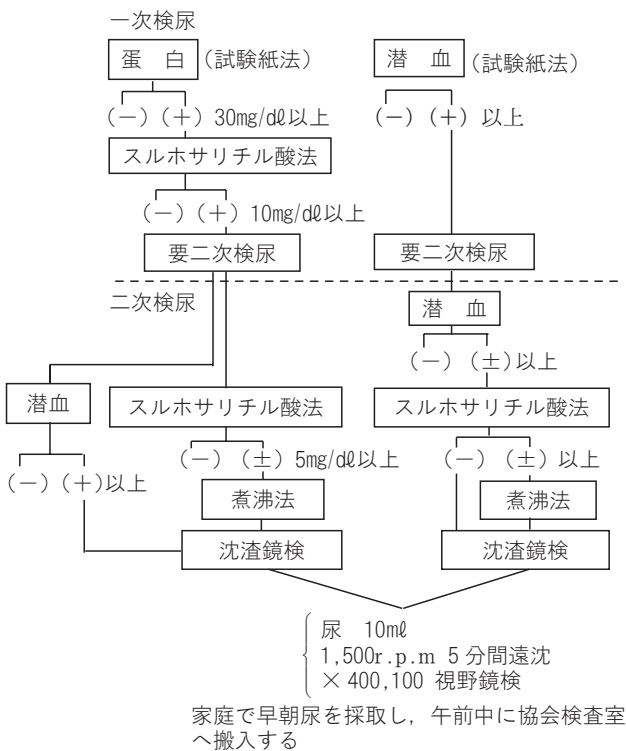 一次検尿
蛋　白 (試験紙法)　潜　血 (試験紙法)
(－) (＋) 30mg/dℓ以上　(－) (＋) 以上
スルホサリチル酸法
(－) (＋) 10mg/dℓ以上
要二次検尿　要二次検尿
二次検尿
潜　血
(－) (±)以上
潜血　スルホサリチル酸法　スルホサリチル酸法
(－) (±) 5mg/dℓ以上　(－) (±) 以上
(－) (＋)以上
煮沸法　煮沸法
沈渣鏡検　沈渣鏡検
尿　10mℓ
1,500r.p.m 5分間遠沈
×400,100 視野鏡検
家庭で早朝尿を採取し，午前中に協会検査室
へ搬入する